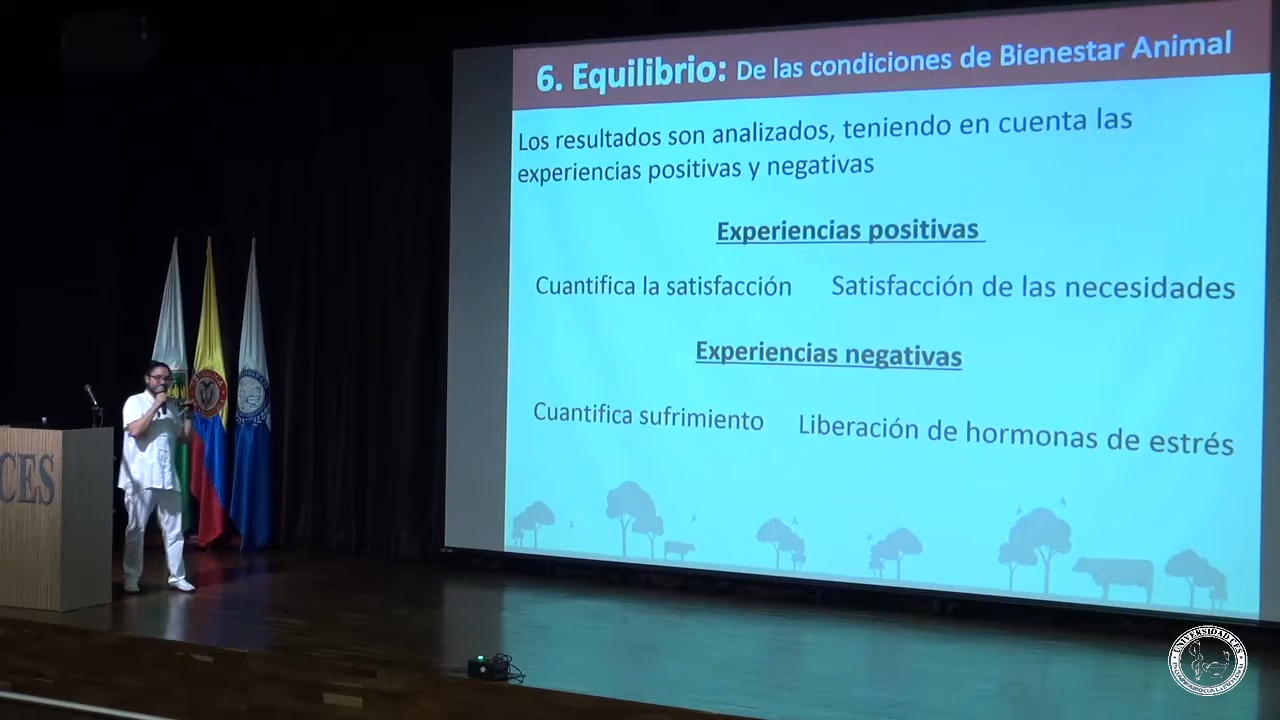 6. Equilibrio: De las condiciones de Bienestar Animal
Los resultados son analizados, teniendo en cuenta las
experiencias positivas y negativas
Experiencias positivas
Cuantifica la satisfacción Satisfacción de las necesidades
Experiencias negativas
Cuantifica sufrimiento Liberación de hormonas de estrés
CES
UNIVERSIDAD CES